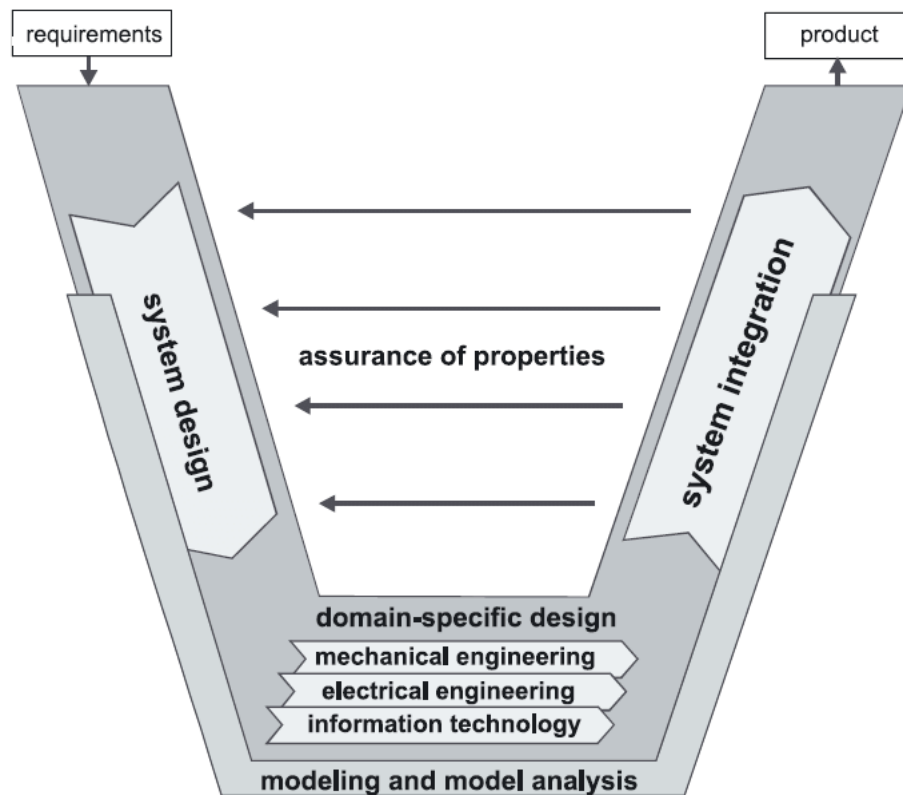 requirements
product
system design
assurance of properties
system integration
domain-specific design
mechanical engineering
electrical engineering
information technology
modeling and model analysis